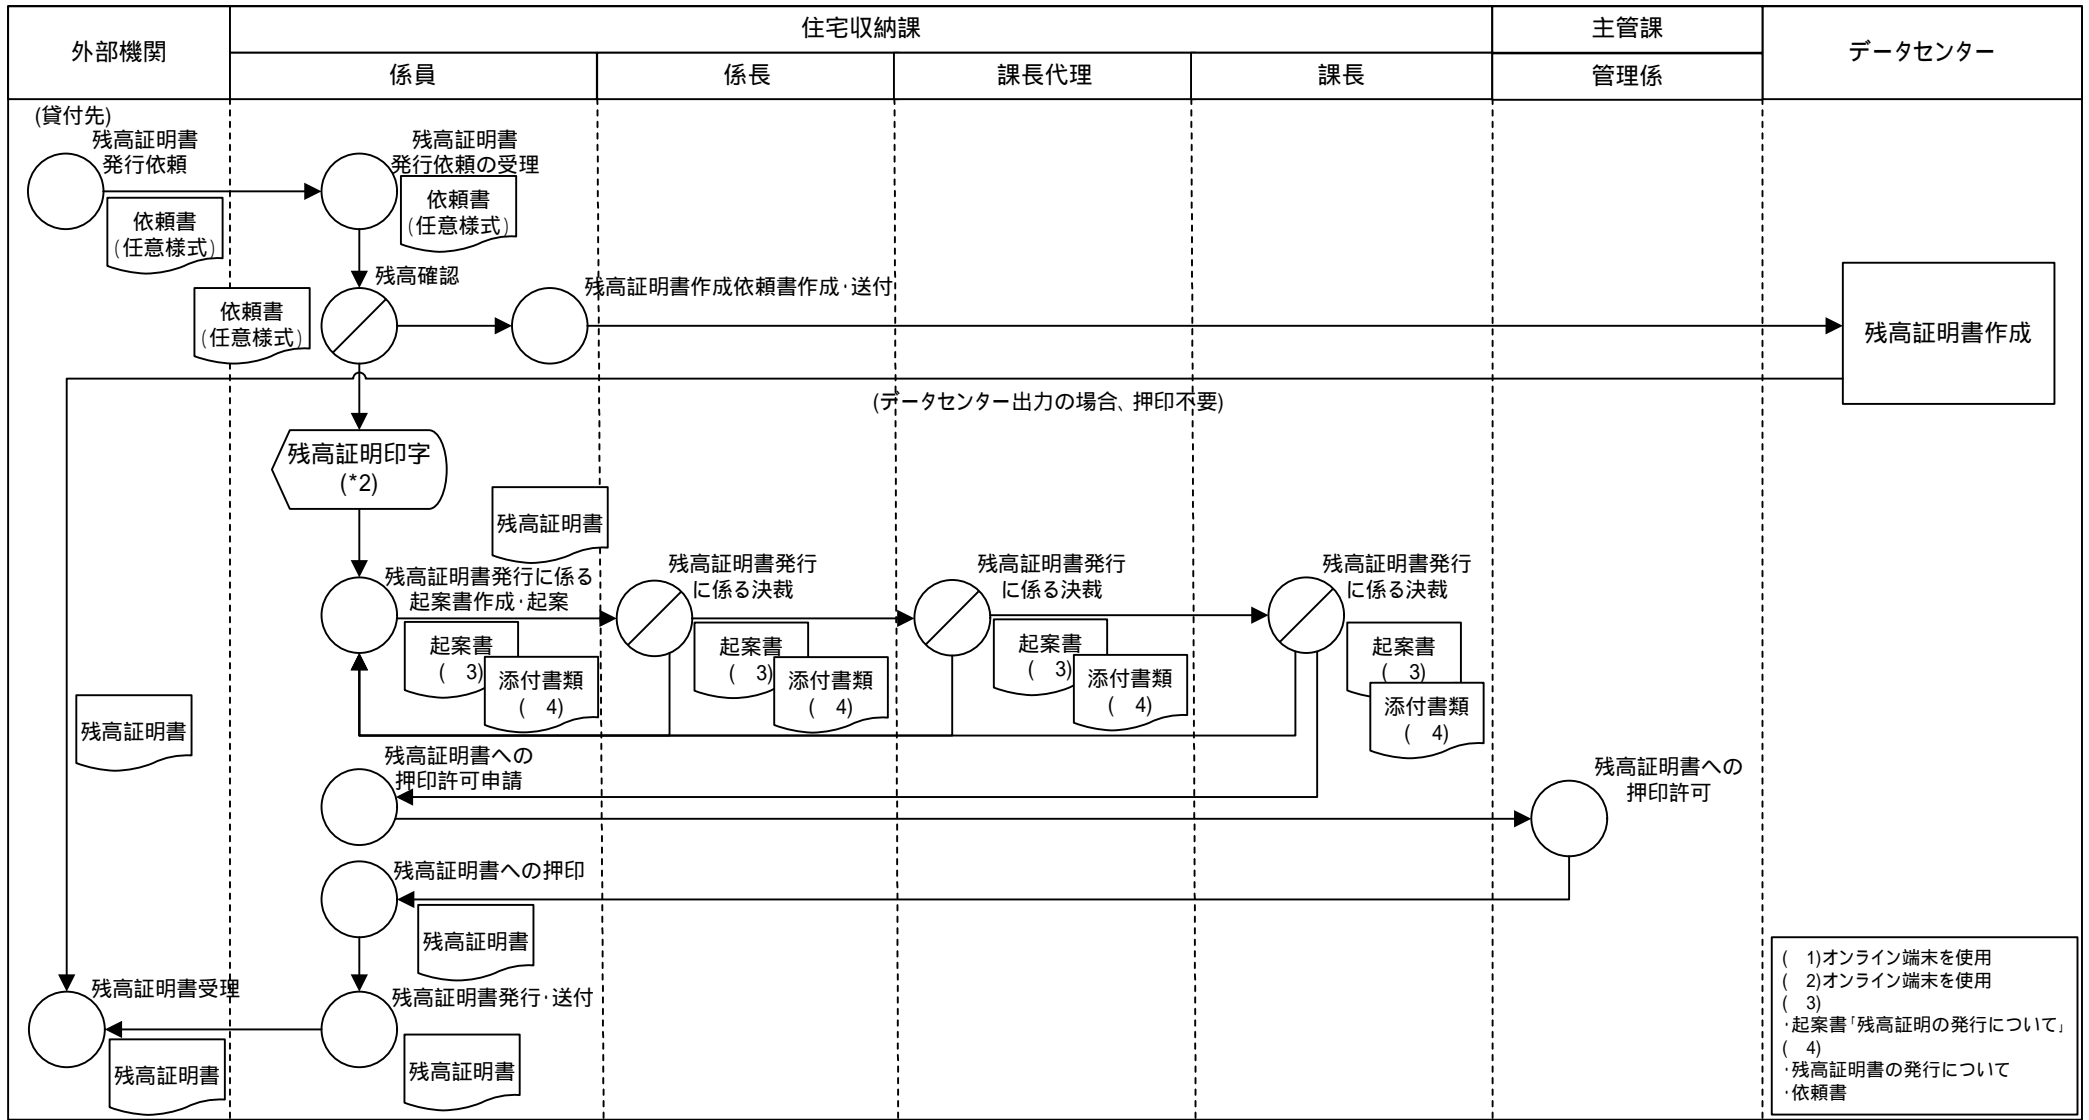 外部機関
住宅収納課
主管課
データセンター
係員
係長
課長代理
課長
管理係
(貸付先)
残高証明書
発行依頼
依頼書
(任意様式)
残高証明書
発行依頼の受理
依頼書
(任意様式)
残高確認
依頼書
(任意様式)
残高証明書作成依頼書作成・送付
残高証明書作成
(データセンター出力の場合、押印不要)
残高証明印字
(*2)
残高証明書
残高証明書発行に係る
起案書作成・起案
起案書
(　3)
添付書類
(　4)
残高証明書発行
に係る決裁
起案書
(　3)
添付書類
(　4)
残高証明書発行
に係る決裁
起案書
(　3)
添付書類
(　4)
残高証明書発行
に係る決裁
起案書
(　3)
添付書類
(　4)
残高証明書
残高証明書への
押印許可申請
残高証明書への
押印許可
残高証明書への押印
残高証明書
残高証明書受理
残高証明書
残高証明書発行・送付
残高証明書
(　1)オンライン端末を使用
(　2)オンライン端末を使用
(　3)
・起案書「残高証明の発行について」
(　4)
・残高証明書の発行について
・依頼書